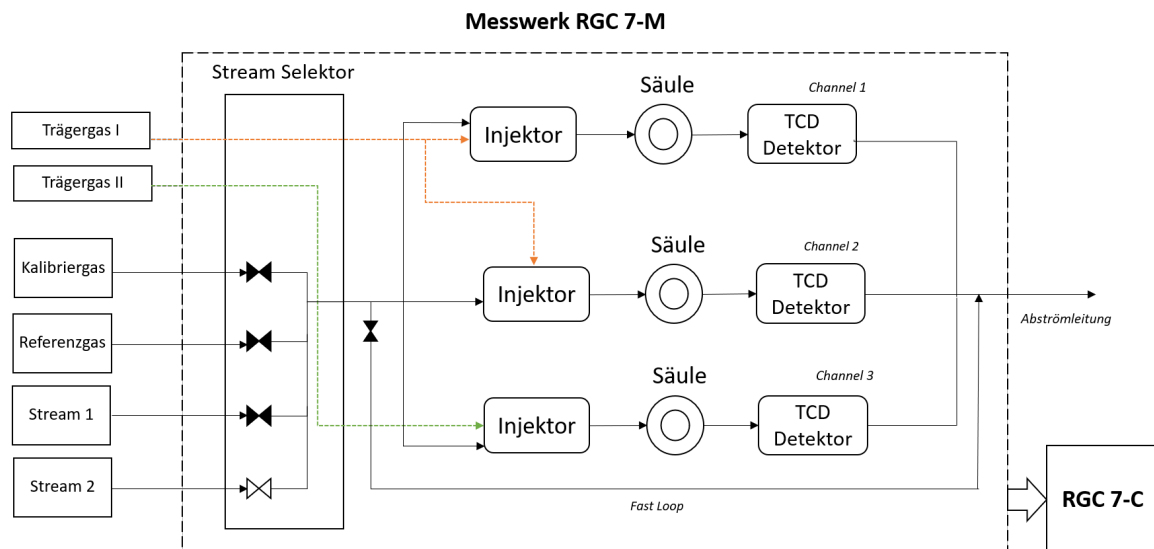 Messwerk RGC 7-M
Stream Selektor
Trägergas I
Trägergas II
Kalibriergas
Referenzgas
Stream 1
Stream 2
Injektor
Säule
Channel 1
TCD
Detektor
Injektor
Säule
Channel 2
TCD
Detektor
Abströmleitung
Injektor
Säule
Channel 3
TCD
Detektor
Fast Loop
RGC 7-C